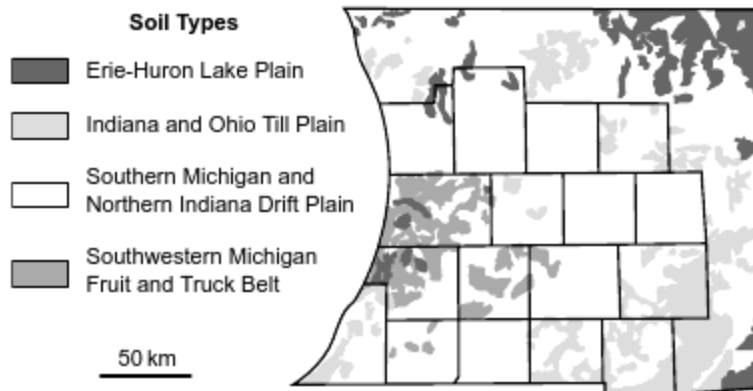 Soil Types
Erie-Huron Lake Plain
Indiana and Ohio Till Plain
Southern Michigan and
Northern Indiana Drift Plain
Southwestern Michigan
Fruit and Truck Belt
50 km